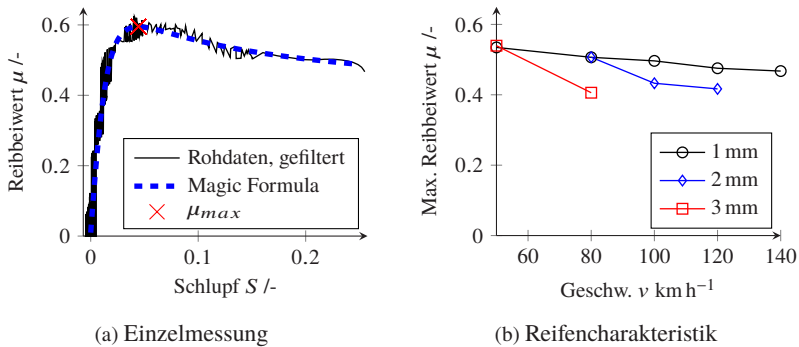 0.6
0.4
0.2
0
0
0.1
0.2
Reibbeiwert μ /-
Schlupf S /-
Rohdaten, gefiltert
Magic Formula
μmax
(a) Einzelmessung
0.6
0.4
0.2
0
60
80
100
120
140
Max. Reibbeiwert μ /-
Geschw. v km h⁻¹
1 mm
2 mm
3 mm
(b) Reifencharakteristik